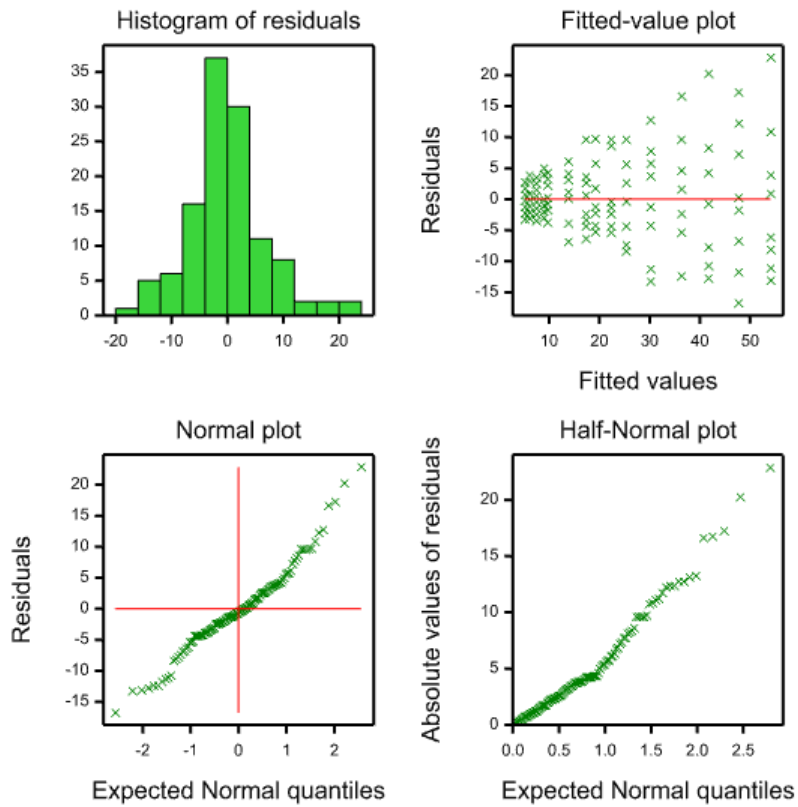 Histogram of residuals
35
30
25
20
15
10
5
0
-20 -10 0 10 20
Fitted-value plot
Residuals
20
15
10
5
0
-5
-10
-15
10 20 30 40 50
Fitted values
Normal plot
Residuals
20
15
10
5
0
-5
-10
-15
-2 -1 0 1 2
Expected Normal quantiles
Half-Normal plot
Absolute values of residuals
20
15
10
5
0
0.0 0.5 1.0 1.5 2.0 2.5
Expected Normal quantiles